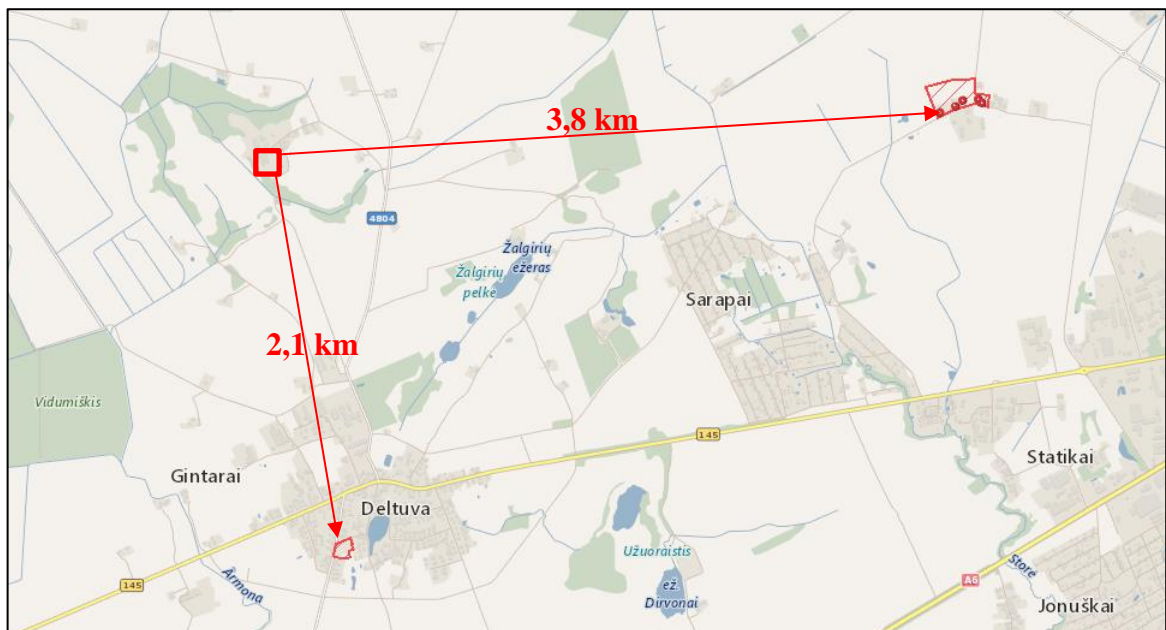 3,8 km
4804
Žalgirių
ežeras
Žalgirių
pelkė
Sarapai
2,1 km
Vidumiškis
145
Gintarai
Statikai
Deltuva
Užuoraistis
Storė
145
Armona
ež.
Dirvonai
A6
Jonuškai